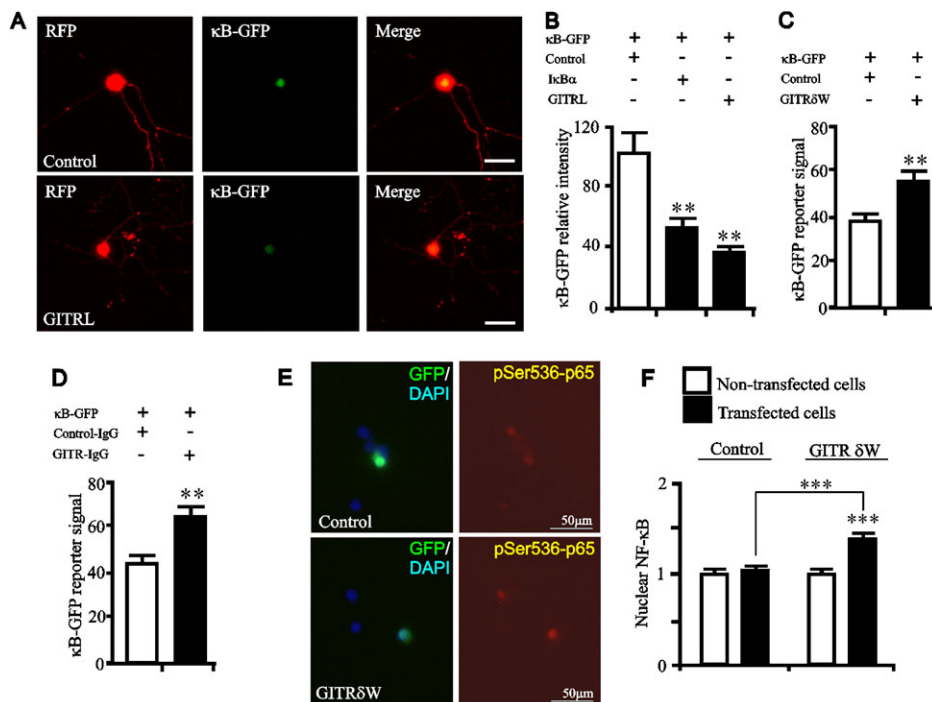 A
RFP
κB-GFP
Merge
Control
RFP
κB-GFP
Merge
GITRL
B
κB-GFP + + +
Control + - -
IκBα - + -
GITRL - - +
κB-GFP relative intensity
120
80
40
0
**
**
C
κB-GFP + +
Control + -
GITRδW - +
κB-GFP reporter signal
80
60
40
20
0
**
D
κB-GFP + +
Control-IgG + -
GITR-IgG - +
κB-GFP reporter signal
80
60
40
20
0
**
E
GFP/
DAPI
pSer536-p65
Control
50μm
GFP/
DAPI
pSer536-p65
GITRδW
50μm
F
Non-transfected cells
Transfected cells
Control
GITR δW
Nuclear NF-κB
2
1
0
***
***